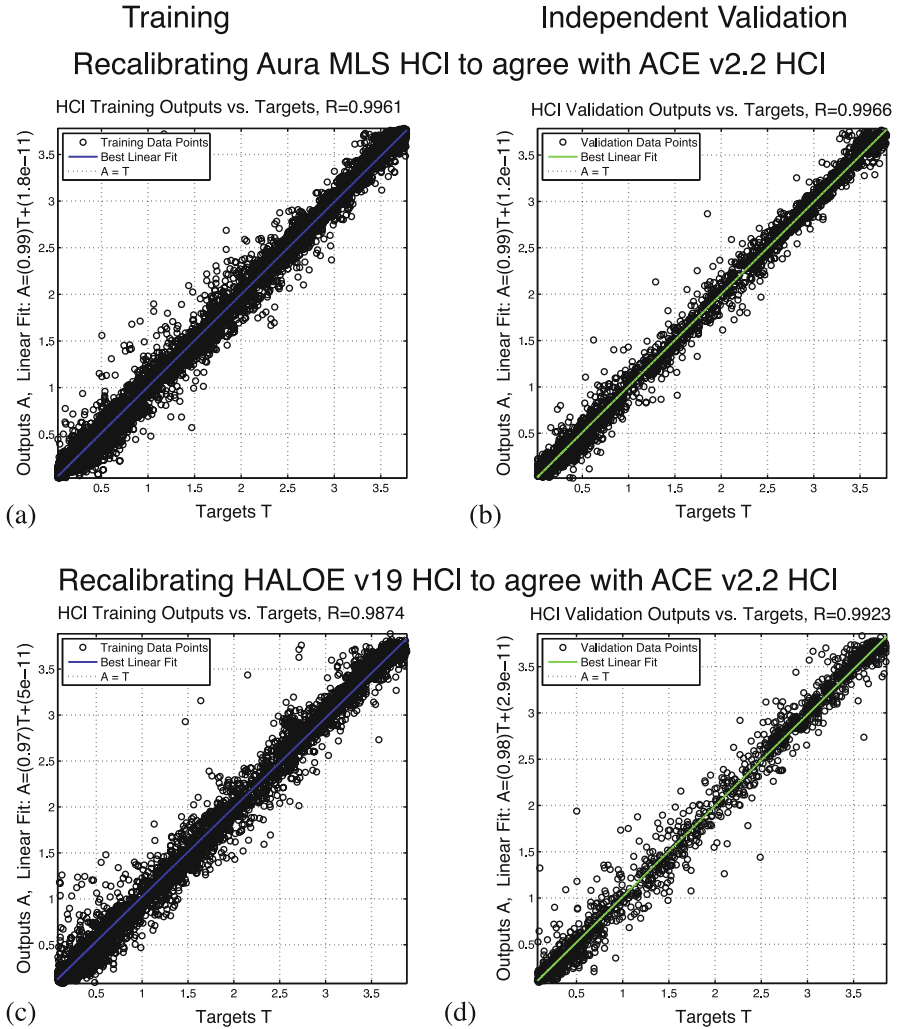 Training
Independent Validation
Recalibrating Aura MLS HCl to agree with ACE v2.2 HCl
HCl Training Outputs vs. Targets, R=0.9961
Outputs A, Linear Fit: A=(0.99)T+(1.8e−11)
Training Data Points
Best Linear Fit
A = T
3.5
3
2.5
2
1.5
1
0.5
0.5 1 1.5 2 2.5 3 3.5
Targets T
(a)
HCl Validation Outputs vs. Targets, R=0.9966
Outputs A, Linear Fit: A=(0.99)T+(1.2e−11)
Validation Data Points
Best Linear Fit
A = T
3.5
3
2.5
2
1.5
1
0.5
0.5 1 1.5 2 2.5 3 3.5
Targets T
(b)
Recalibrating HALOE v19 HCl to agree with ACE v2.2 HCl
HCl Training Outputs vs. Targets, R=0.9874
Outputs A, Linear Fit: A=(0.97)T+(5e−11)
Training Data Points
Best Linear Fit
A = T
3.5
3
2.5
2
1.5
1
0.5
0.5 1 1.5 2 2.5 3 3.5
Targets T
(c)
HCl Validation Outputs vs. Targets, R=0.9923
Outputs A, Linear Fit: A=(0.98)T+(2.9e−11)
Validation Data Points
Best Linear Fit
A = T
3.5
3
2.5
2
1.5
1
0.5
0.5 1 1.5 2 2.5 3 3.5
Targets T
(d)